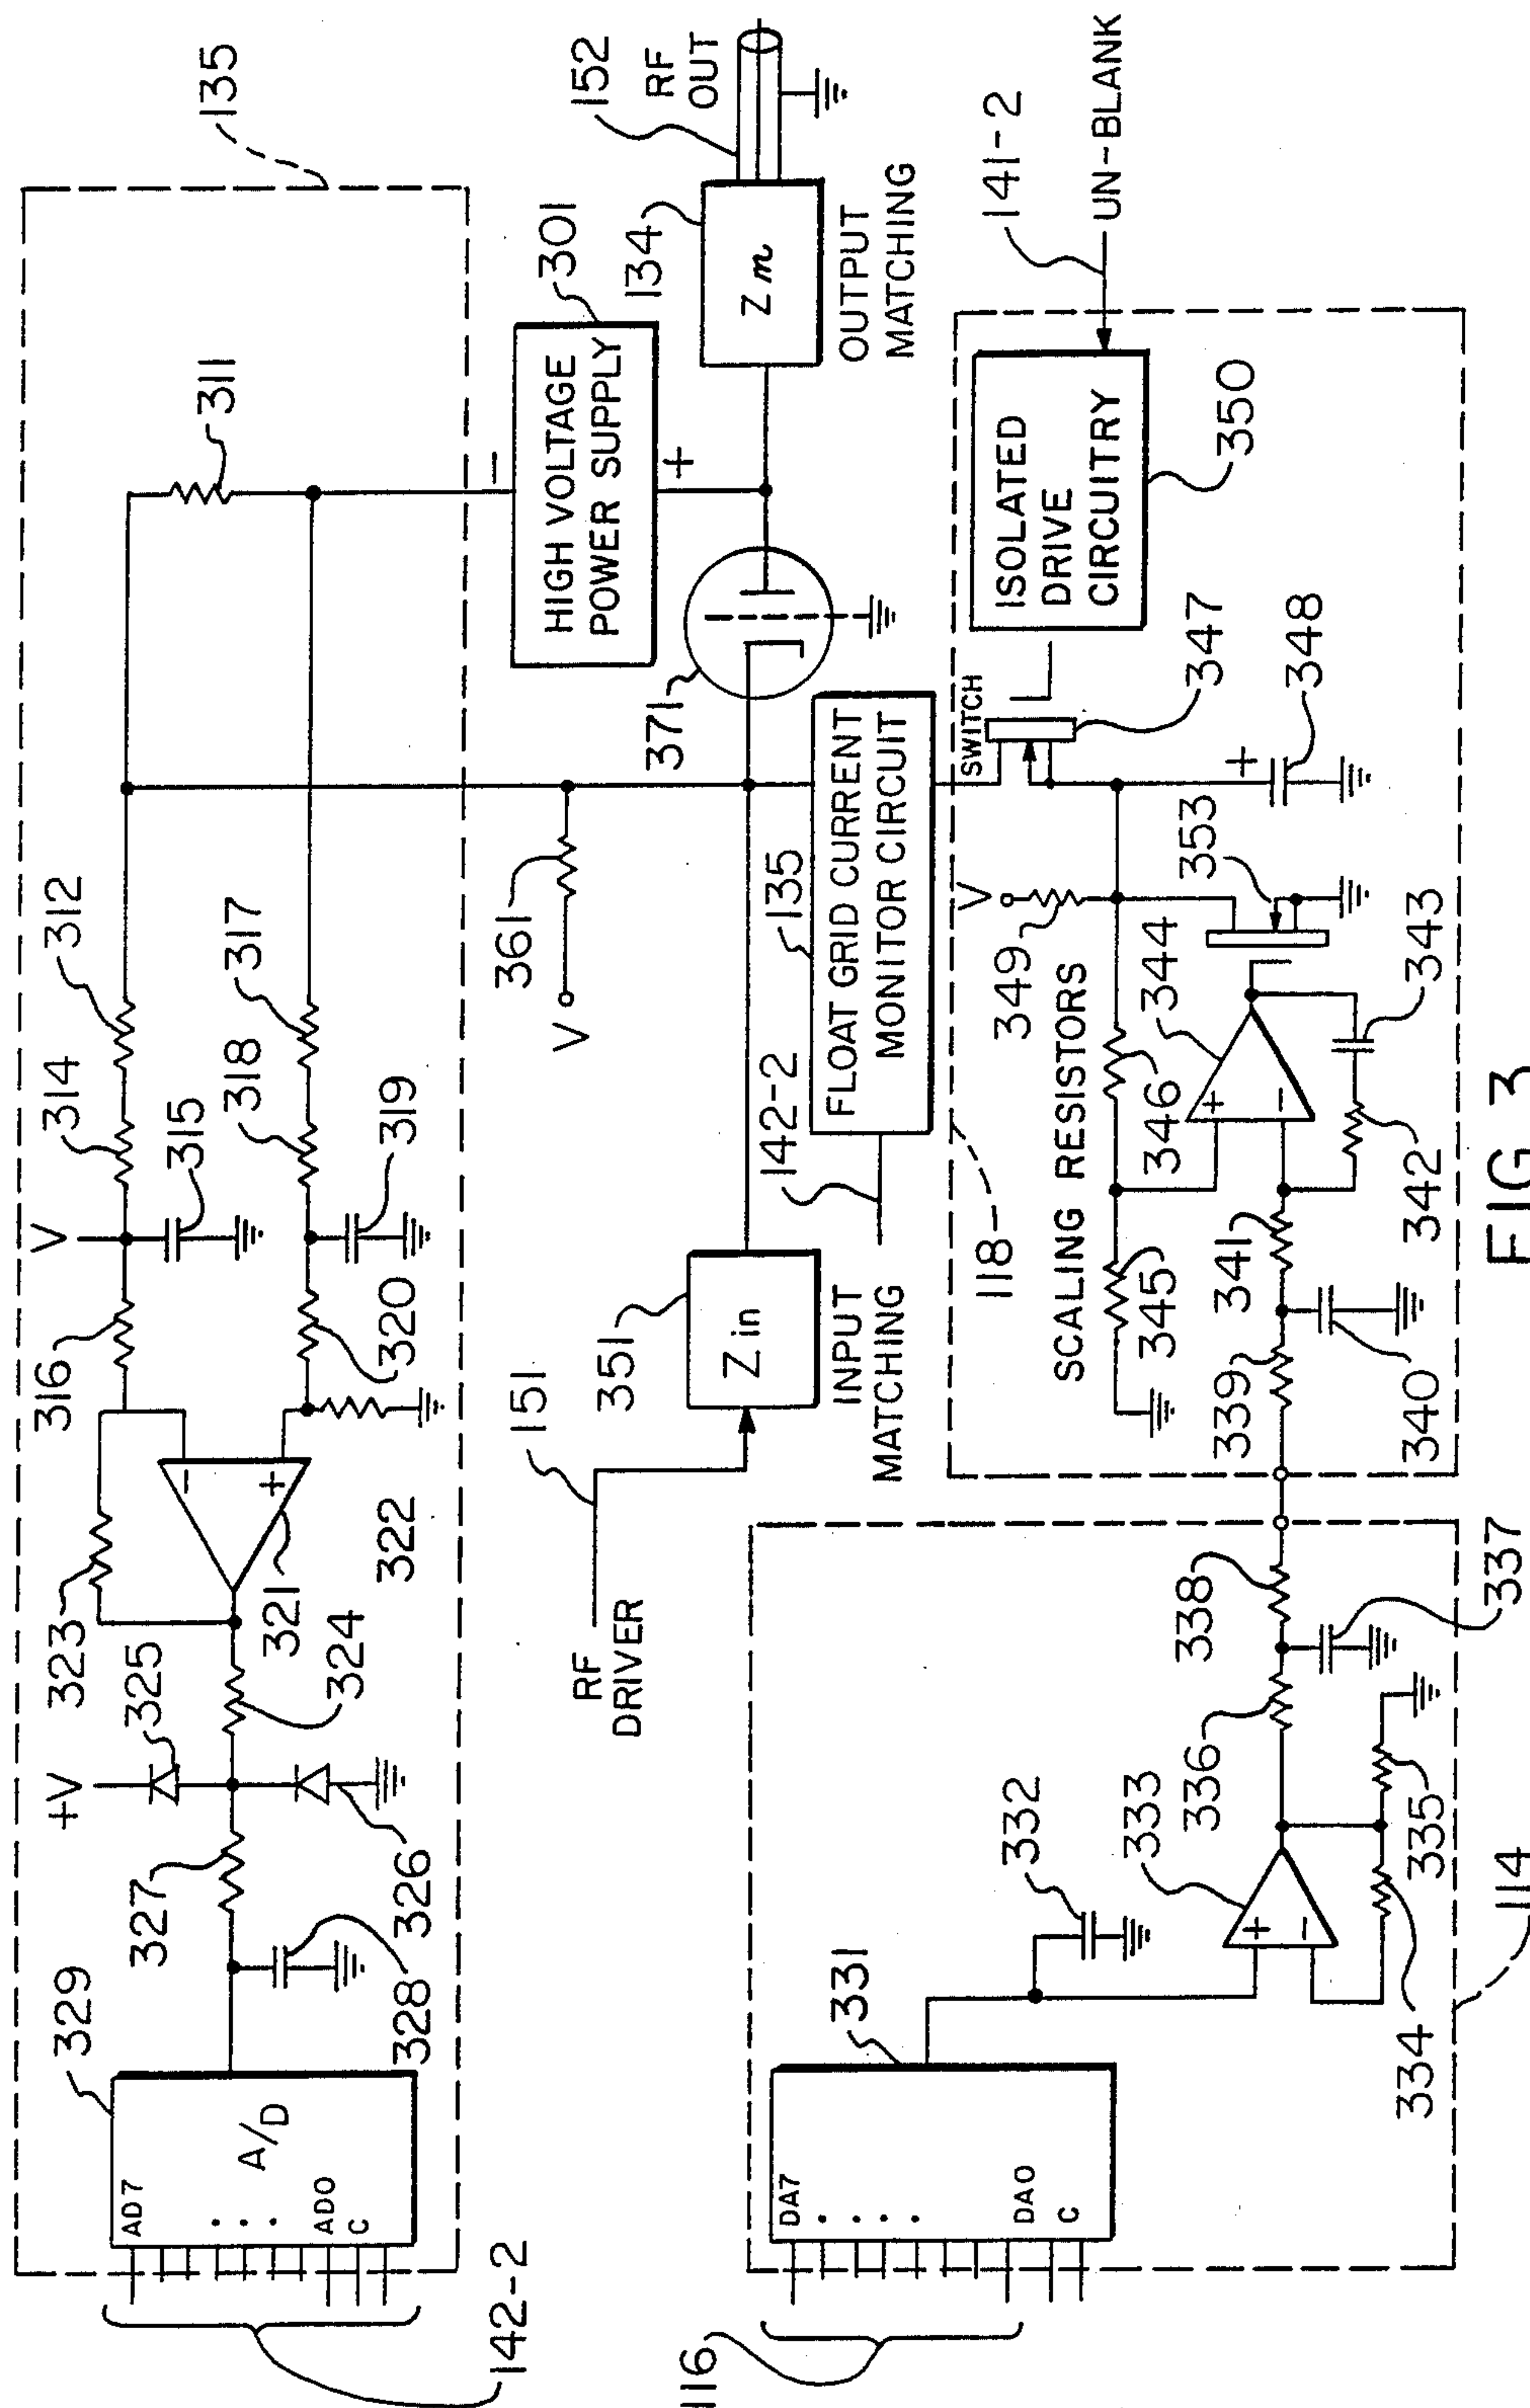 135
311
312
314
V
315
316
317
318
319
320
-
+
321
322
323
324
325
+V
326
327
328
329
A/D
AD7
AD0
C
142-2
HIGH VOLTAGE
POWER SUPPLY
301
-
+
134
Zm
OUTPUT
MATCHING
152
RF
OUT
371
361
V
RF
DRIVER
151
351
Zin
INPUT
MATCHING
142-2
135
FLOAT GRID CURRENT
MONITOR CIRCUIT
141-2
UN-BLANK
ISOLATED
DRIVE
CIRCUITRY
350
SWITCH
347
+
348
V
349
353
118
SCALING RESISTORS
344
+
-
346
345
343
342
341
340
339
338
337
336
335
334
333
+
-
332
331
DA7
DA0
C
116
114
FIG 3